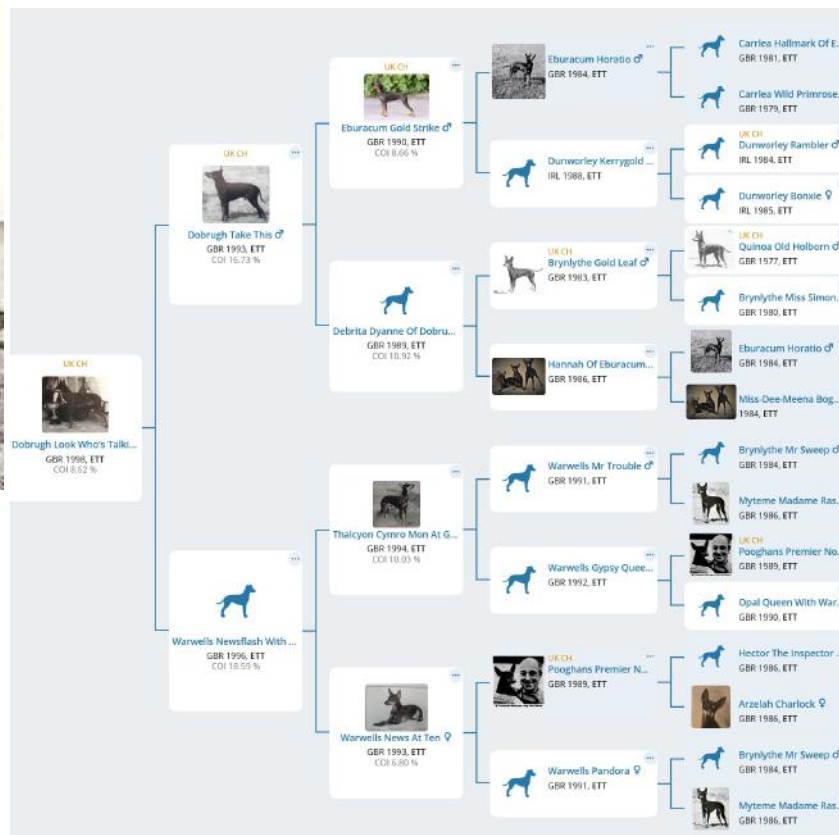 UK CH
Dobrugh Look Who's Talki...
GBR 1998, ETT
COI 8.62 %
UK CH
Dobrugh Take This ♂
GBR 1993, ETT
COI 16.73 %
Warwells Newsflash With ...
GBR 1996, ETT
COI 18.59 %
UK CH
Eburacum Gold Strike ♂
GBR 1990, ETT
COI 8.66 %
Debrita Dyanne Of Dobru...
GBR 1989, ETT
COI 10.92 %
Thalcyon Cymro Mon At G...
GBR 1994, ETT
COI 10.03 %
Warwells News At Ten ♀
GBR 1993, ETT
COI 6.80 %
Eburacum Horatio ♂
GBR 1984, ETT
Dunworley Kerrygold ...
IRL 1988, ETT
UK CH
Brynlythe Gold Leaf ♂
GBR 1983, ETT
Hannah Of Eburacum...
GBR 1986, ETT
Warwells Mr Trouble ♂
GBR 1991, ETT
Warwells Gypsy Quee...
GBR 1992, ETT
UK CH
Pooghans Premier N...
GBR 1989, ETT
Warwells Pandora ♀
GBR 1991, ETT
Carrlea Hallmark Of E...
GBR 1981, ETT
Carrlea Wild Primrose...
GBR 1979, ETT
UK CH
Dunworley Rambler ♂
IRL 1984, ETT
Dunworley Bonxie ♀
IRL 1985, ETT
UK CH
Quinoa Old Holborn ♂
GBR 1977, ETT
Brynlythe Miss Simon...
GBR 1980, ETT
Eburacum Horatio ♂
GBR 1984, ETT
Miss-Dee-Meena Bog...
1984, ETT
Brynlythe Mr Sweep ♂
GBR 1984, ETT
Myteme Madame Ras...
GBR 1986, ETT
UK CH
Pooghans Premier No...
GBR 1989, ETT
Opal Queen With War...
GBR 1990, ETT
Hector The Inspector ...
GBR 1986, ETT
Arzelah Charlock ♀
GBR 1986, ETT
Brynlythe Mr Sweep ♂
GBR 1984, ETT
Myteme Madame Ras...
GBR 1986, ETT